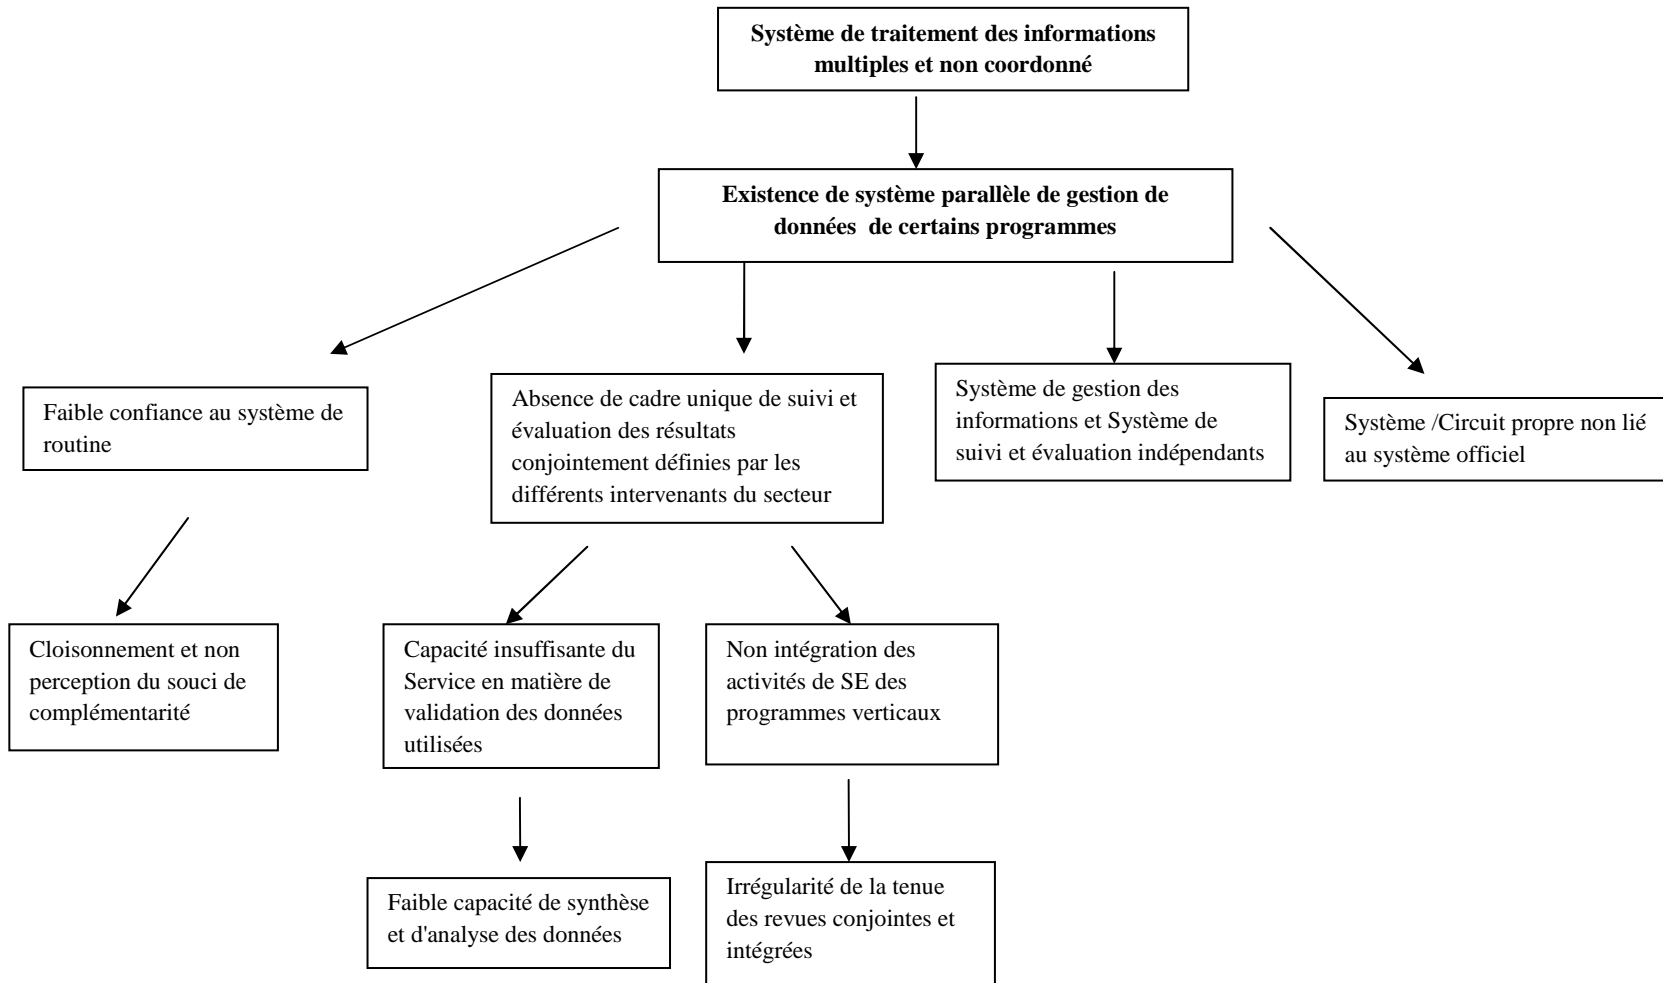 Système de traitement des informations
multiples et non coordonné
Existence de système parallèle de gestion de
données de certains programmes
Faible confiance au système de
routine
Absence de cadre unique de suivi et
évaluation des résultats
conjointement définies par les
différents intervenants du secteur
Système de gestion des
informations et Système de
suivi et évaluation indépendants
Système /Circuit propre non lié
au système officiel
Cloisonnement et non
perception du souci de
complémentarité
Capacité insuffisante du
Service en matière de
validation des données
utilisées
Non intégration des
activités de SE des
programmes verticaux
Faible capacité de synthèse
et d'analyse des données
Irrégularité de la tenue
des revues conjointes et
intégrées